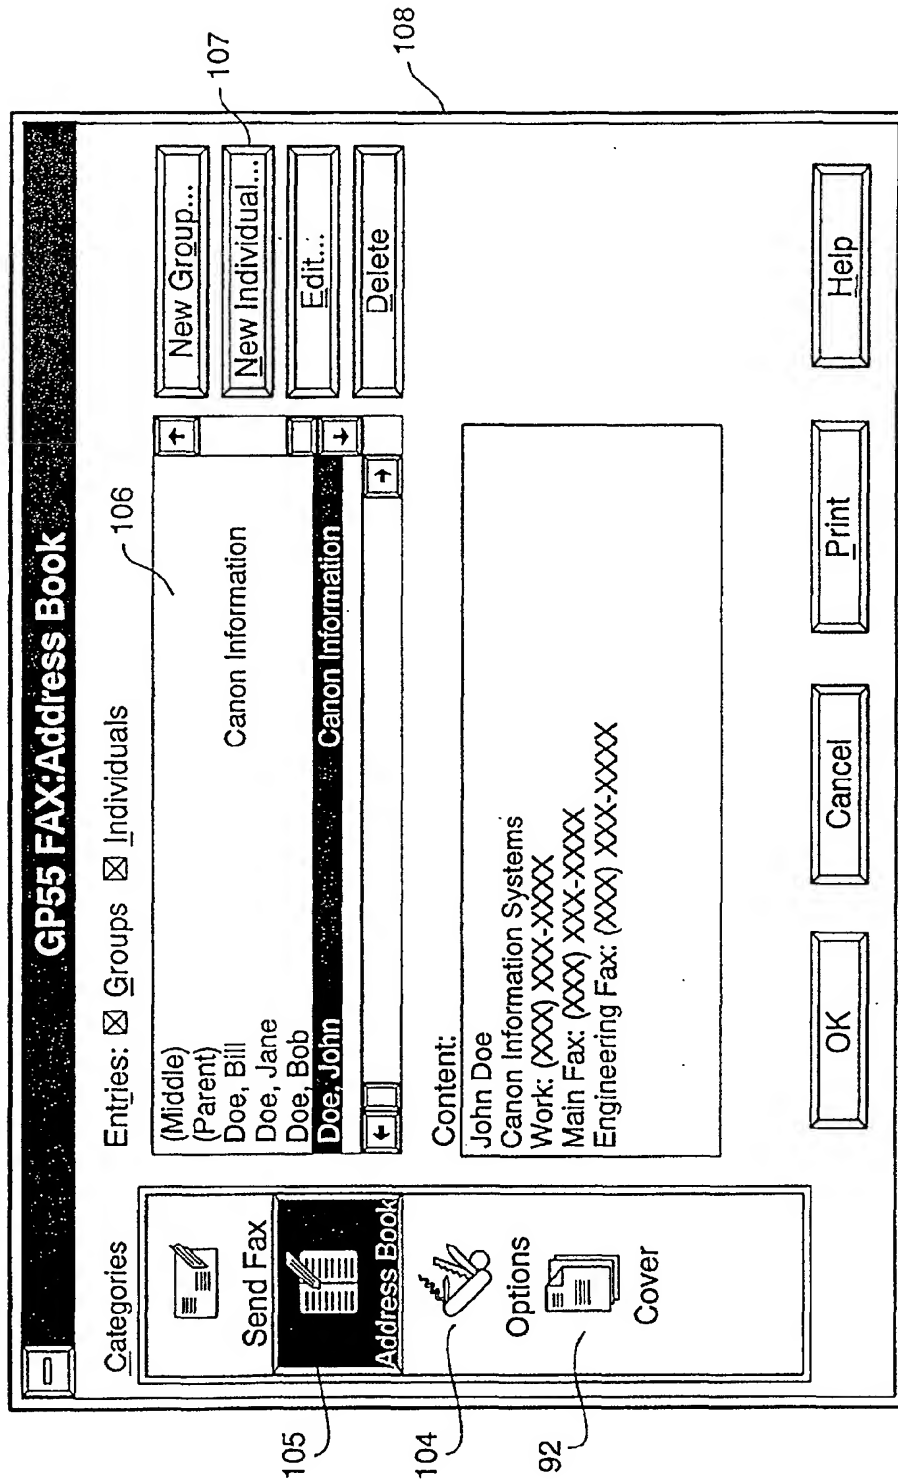 GP55 FAX:Address Book
Categories
Send Fax
Address Book
Options
Cover
Entries: ☒ Groups ☒ Individuals
(Middle)
(Parent)
Doe, Bill Canon Information
Doe, Jane
Doe, Bob
Doe, John Canon Information
New Group...
New Individual...
Edit...
Delete
Content:
John Doe
Canon Information Systems
Work: (XXX) XXX-XXXX
Main Fax: (XXX) XXX-XXXX
Engineering Fax: (XXX) XXX-XXXX
OK
Cancel
Print
Help
105
104
92
106
107
108